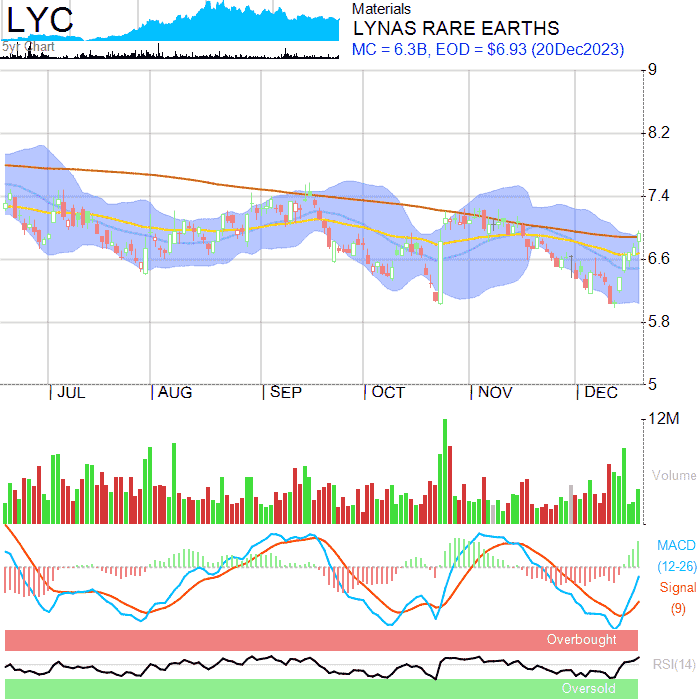 LYC
5yr Chart
Materials
LYNAS RARE EARTHS
MC = 6.3B, EOD = $6.93 (20Dec2023)
9
8.2
7.4
6.6
5.8
5
JUL AUG SEP OCT NOV DEC
12M
Volume
MACD
(12-26)
Signal
(9)
Overbought
RSI(14)
Oversold